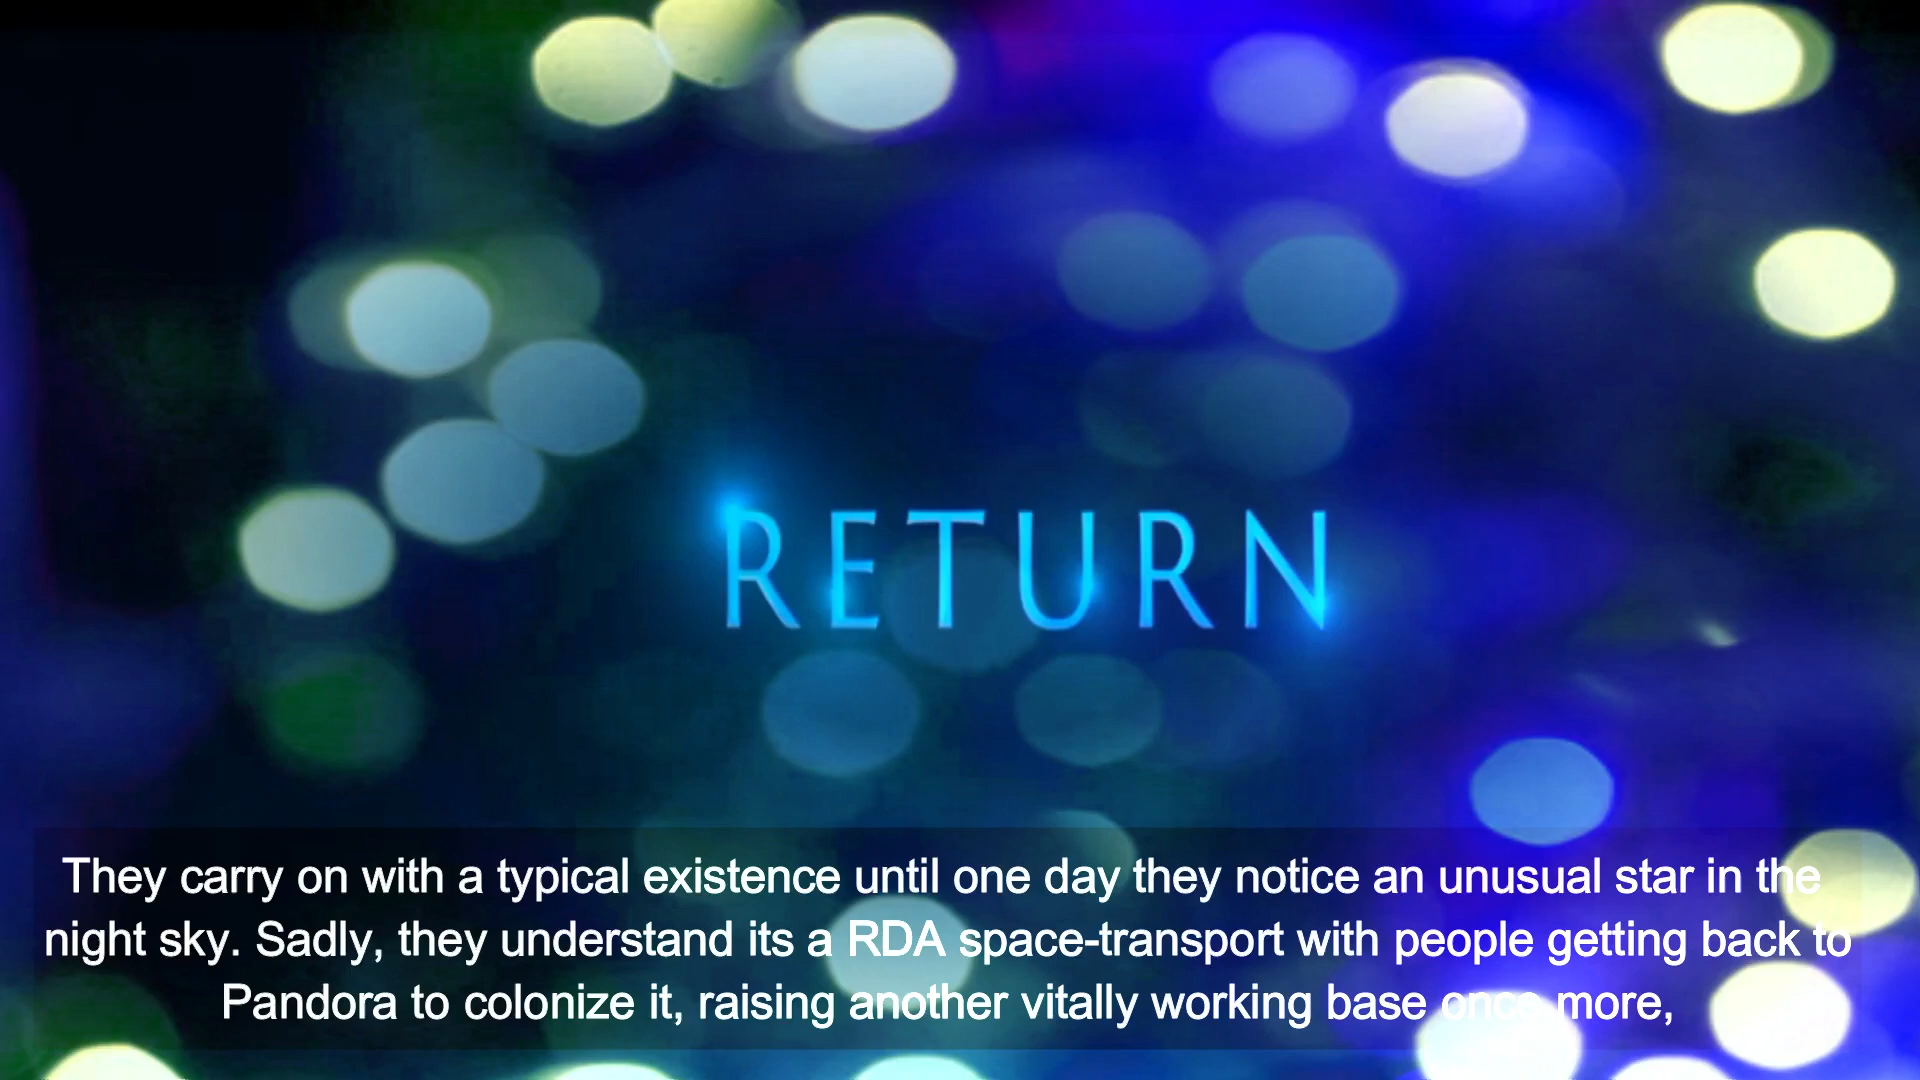 RETURN
They carry on with a typical existence until one day they notice an unusual star in the
night sky. Sadly, they understand its a RDA space-transport with people getting back to
Pandora to colonize it, raising another vitally working base once more,